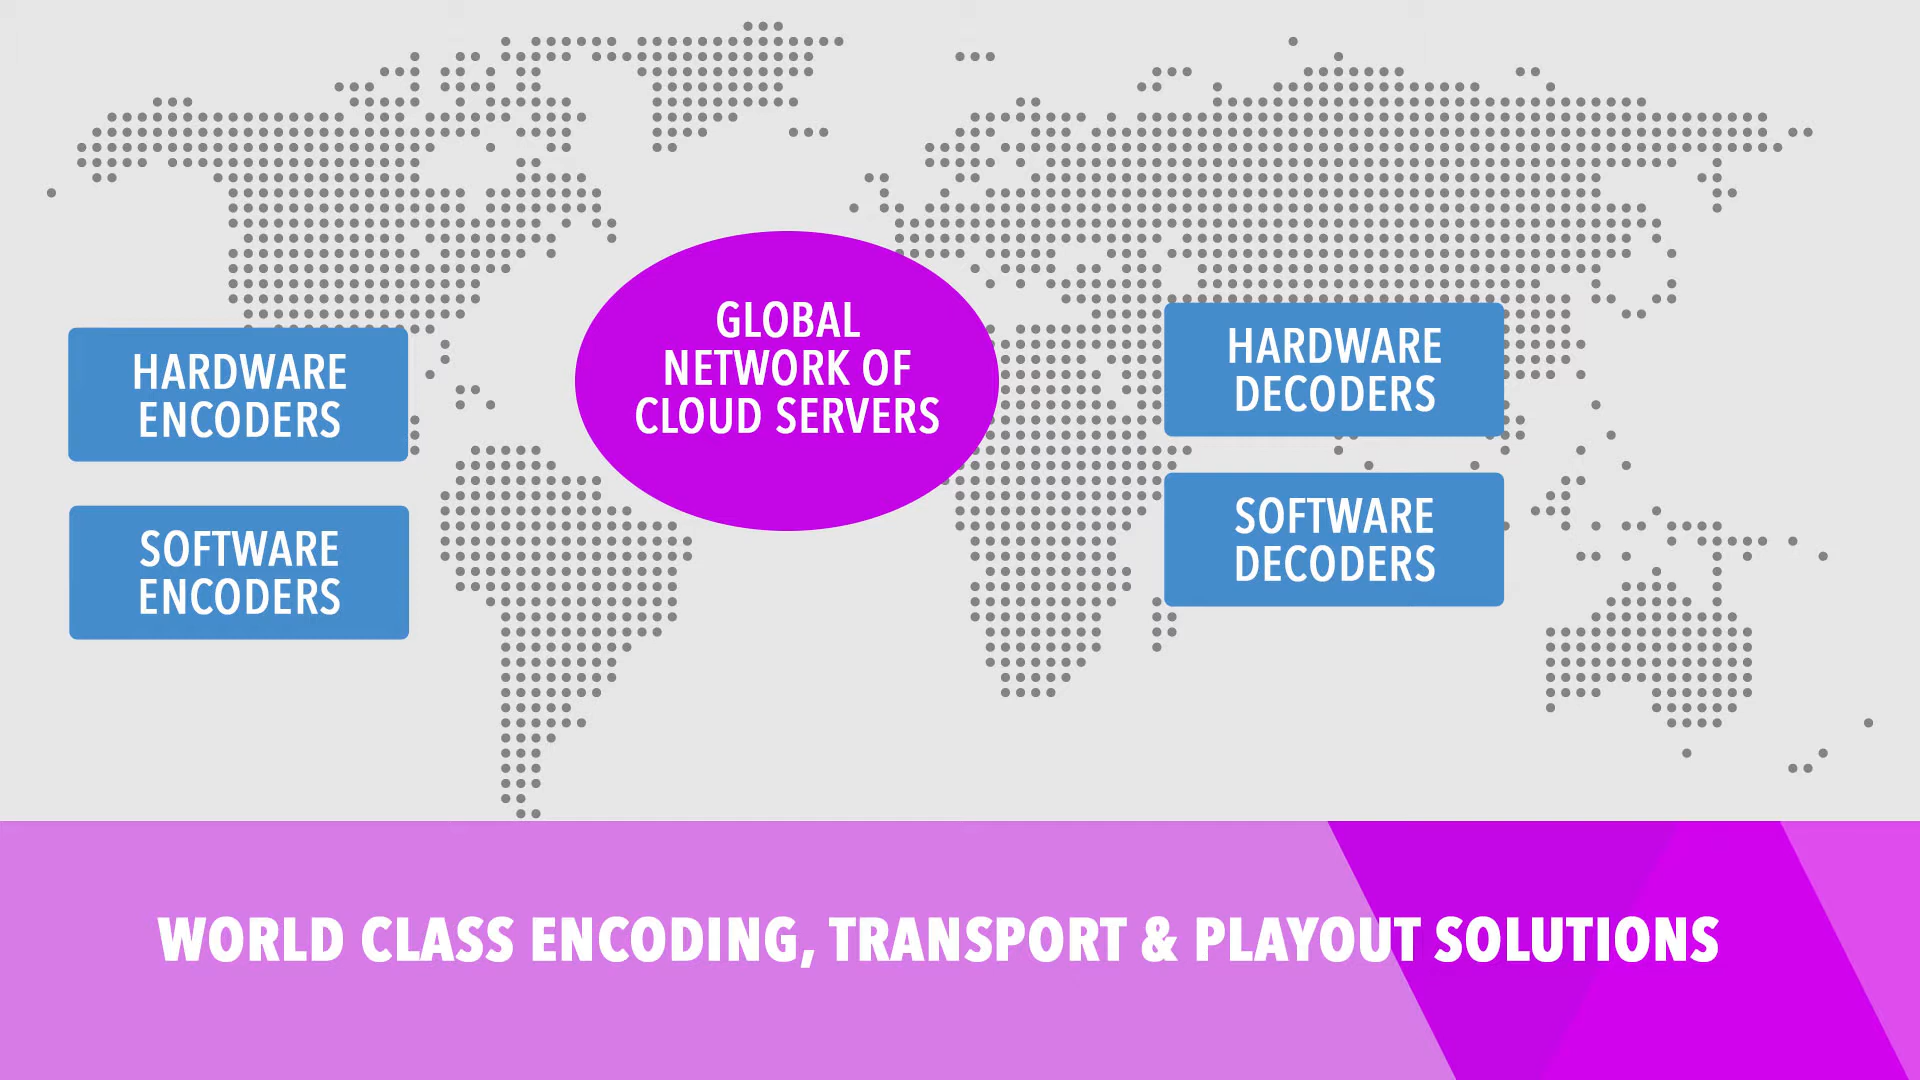 GLOBAL
NETWORK OF
CLOUD SERVERS
HARDWARE
ENCODERS
SOFTWARE
ENCODERS
HARDWARE
DECODERS
SOFTWARE
DECODERS
WORLD CLASS ENCODING, TRANSPORT & PLAYOUT SOLUTIONS